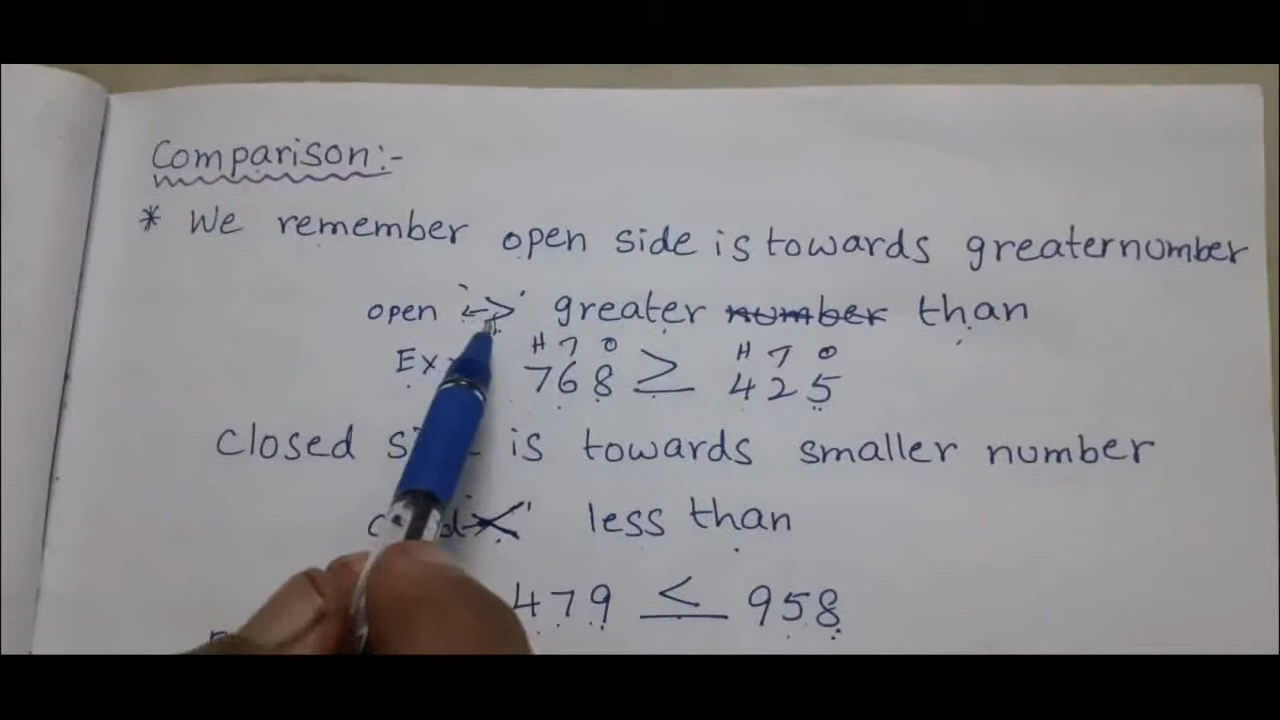 Comparison:-
* We remember open side is towards greaternumber
open '>' greater number than
Ex H T O H T O
768 > 425
closed is towards smaller number
'<' less than
479 < 958